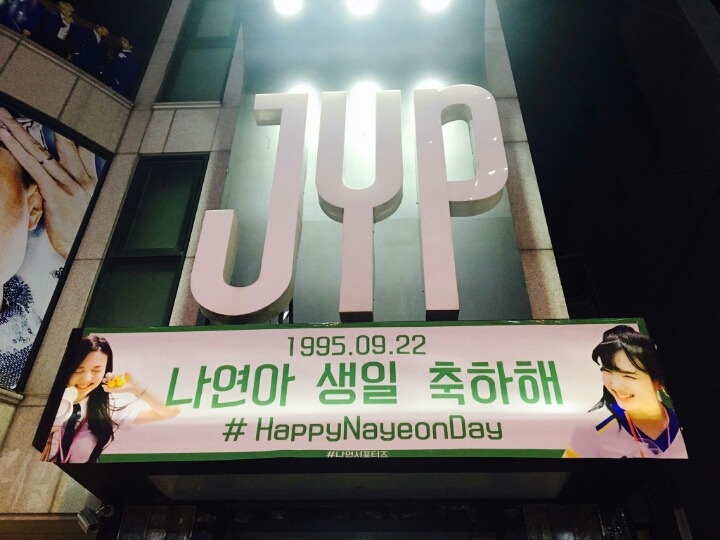 JYP
1995.09.22
나연아 생일 축하해
# HappyNayeonDay
#나연서포터즈